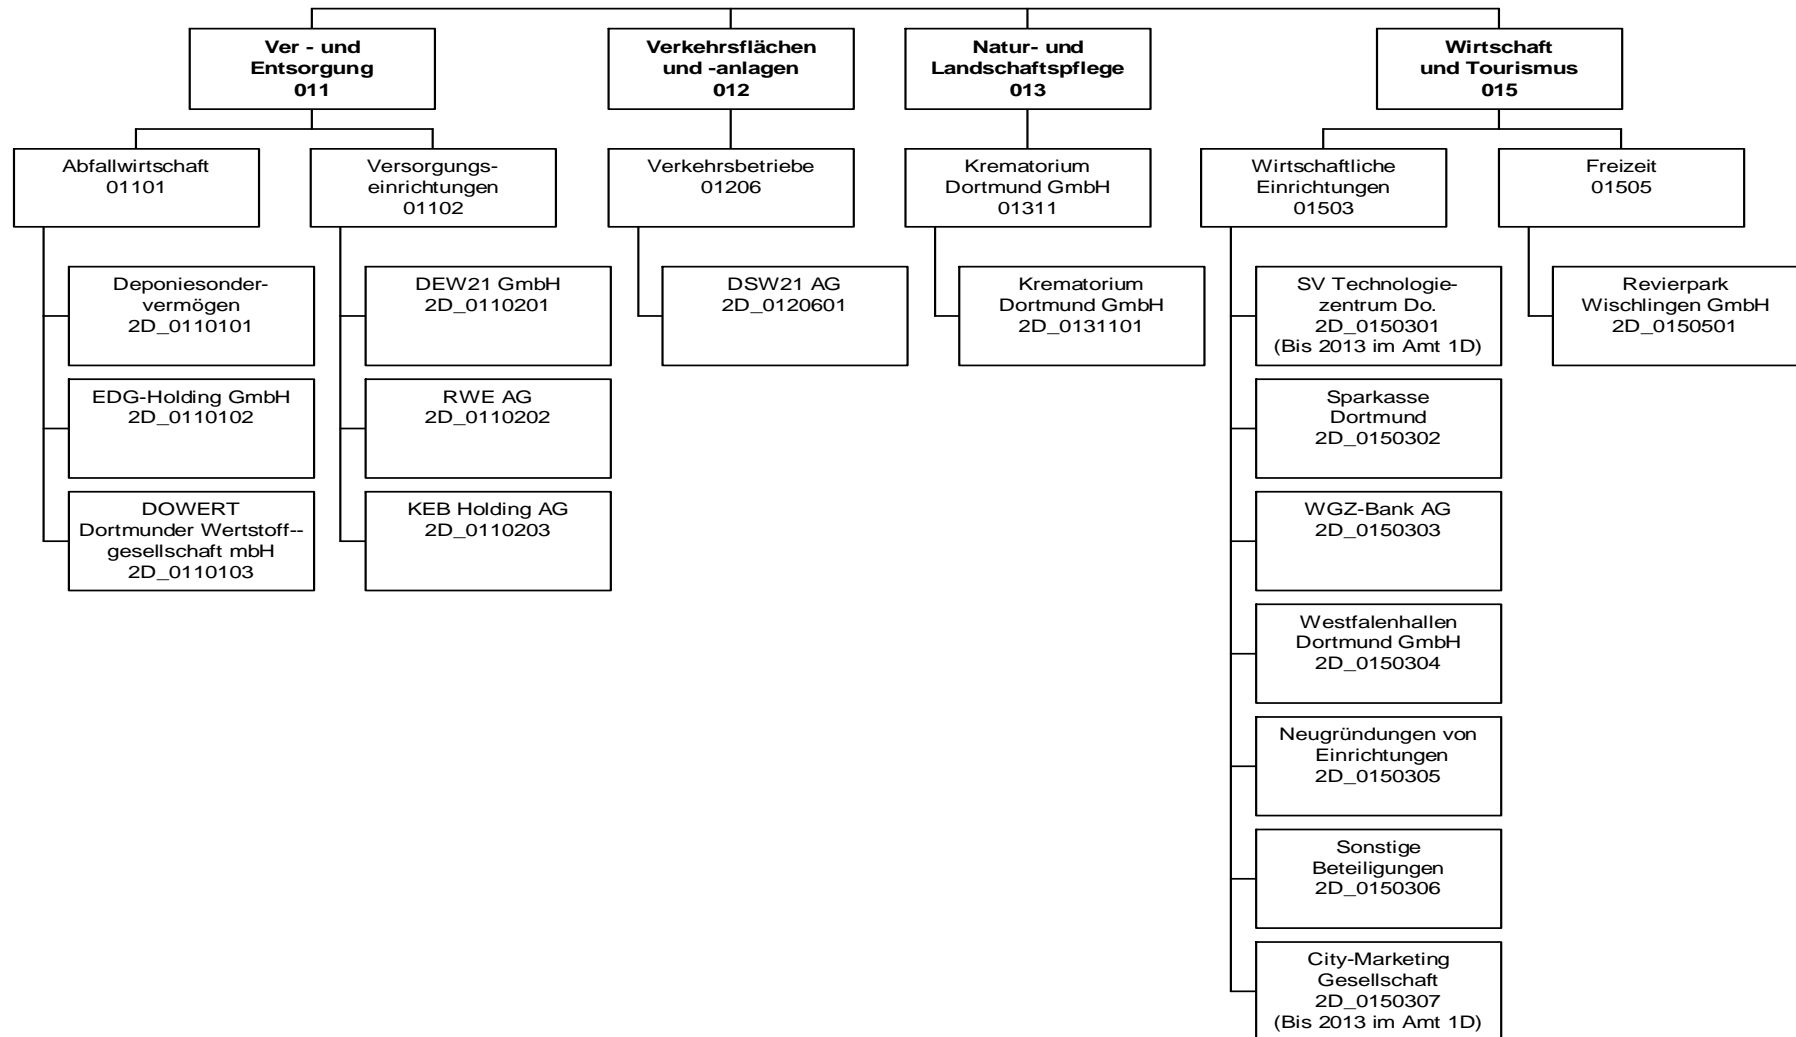 Ver - und
Entsorgung
011
Verkehrsflächen
und -anlagen
012
Natur- und
Landschaftspflege
013
Wirtschaft
und Tourismus
015
Abfallwirtschaft
01101
Versorgungs-
einrichtungen
01102
Verkehrsbetriebe
01206
Krematorium
Dortmund GmbH
01311
Wirtschaftliche
Einrichtungen
01503
Freizeit
01505
Deponiesonder-
vermögen
2D_0110101
DEW21 GmbH
2D_0110201
DSW21 AG
2D_0120601
Krematorium
Dortmund GmbH
2D_0131101
SV Technologie-
zentrum Do.
2D_0150301
(Bis 2013 im Amt 1D)
Revierpark
Wischlingen GmbH
2D_0150501
EDG-Holding GmbH
2D_0110102
RWE AG
2D_0110202
Sparkasse
Dortmund
2D_0150302
DOWERT
Dortmunder Wertstoff--
gesellschaft mbH
2D_0110103
KEB Holding AG
2D_0110203
WGZ-Bank AG
2D_0150303
Westfalenhallen
Dortmund GmbH
2D_0150304
Neugründungen von
Einrichtungen
2D_0150305
Sonstige
Beteiligungen
2D_0150306
City-Marketing
Gesellschaft
2D_0150307
(Bis 2013 im Amt 1D)